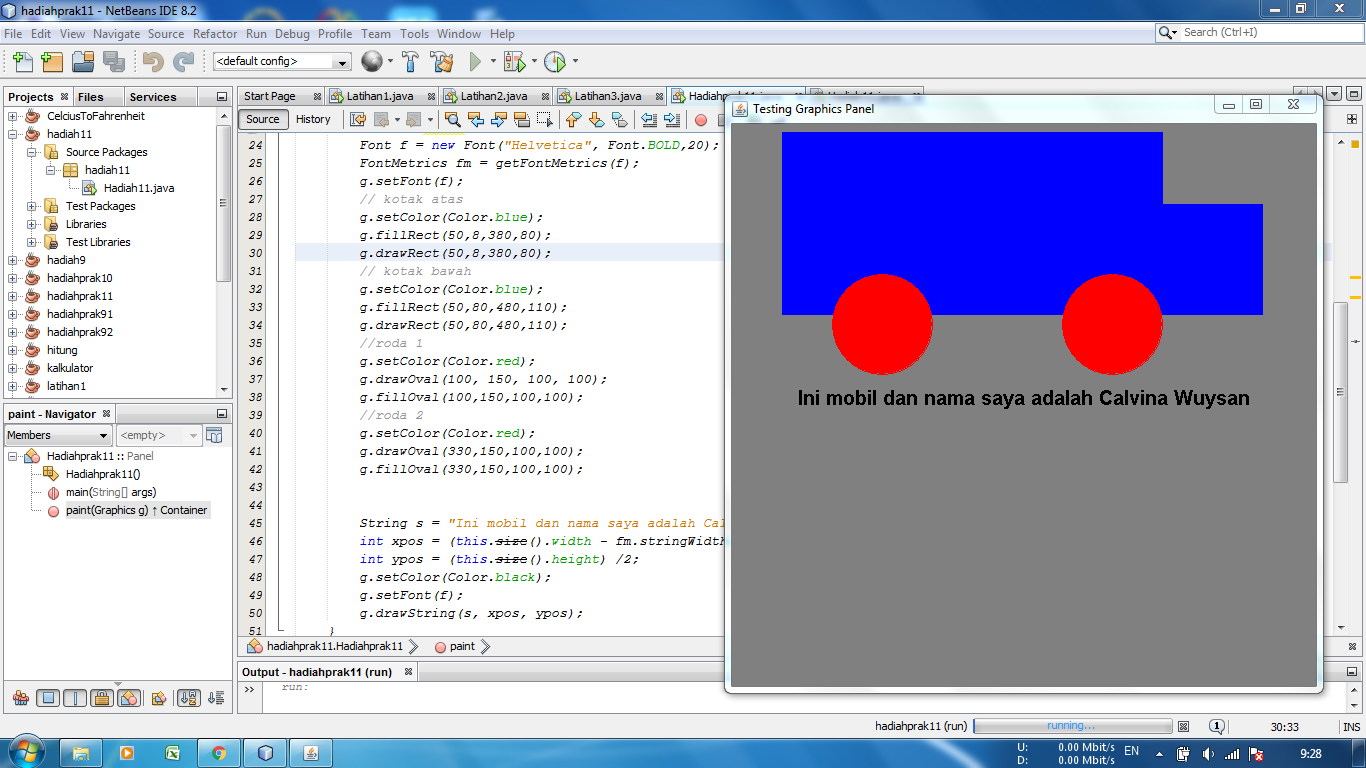 hadiahprak11 - NetBeans IDE 8.2
File Edit View Navigate Source Refactor Run Debug Profile Team Tools Window Help
Search (Ctrl+I)
<default config>
Projects Files Services
CelciusToFahrenheit
hadiah11
Source Packages
hadiah11
Hadiah11.java
Test Packages
Libraries
Test Libraries
hadiah9
hadiahprak10
hadiahprak11
hadiahprak91
hadiahprak92
hitung
kalkulator
latihan1
paint - Navigator
Members <empty>
Hadiahprak11 :: Panel
Hadiahprak11()
main(String[] args)
paint(Graphics g) ↑ Container
Start Page Latihan1.java Latihan2.java Latihan3.java
Source History
24 Font f = new Font("Helvetica", Font.BOLD,20);
25 FontMetrics fm = getFontMetrics(f);
26 g.setFont(f);
27 // kotak atas
28 g.setColor(Color.blue);
29 g.fillRect(50,8,380,80);
30 g.drawRect(50,8,380,80);
31 // kotak bawah
32 g.setColor(Color.blue);
33 g.fillRect(50,80,480,110);
34 g.drawRect(50,80,480,110);
35 //roda 1
36 g.setColor(Color.red);
37 g.drawOval(100, 150, 100, 100);
38 g.fillOval(100,150,100,100);
39 //roda 2
40 g.setColor(Color.red);
41 g.drawOval(330,150,100,100);
42 g.fillOval(330,150,100,100);
43
44
45 String s = "Ini mobil dan nama saya adalah Cal
46 int xpos = (this.size().width - fm.stringWidth
47 int ypos = (this.size().height) /2;
48 g.setColor(Color.black);
49 g.setFont(f);
50 g.drawString(s, xpos, ypos);
51 }
hadiahprak11.Hadiahprak11 paint
Output - hadiahprak11 (run)
run:
Testing Graphics Panel
Ini mobil dan nama saya adalah Calvina Wuysan
hadiahprak11 (run) running... 1 30:33 INS
U: 0.00 Mbit/s
D: 0.00 Mbit/s
EN
9:28